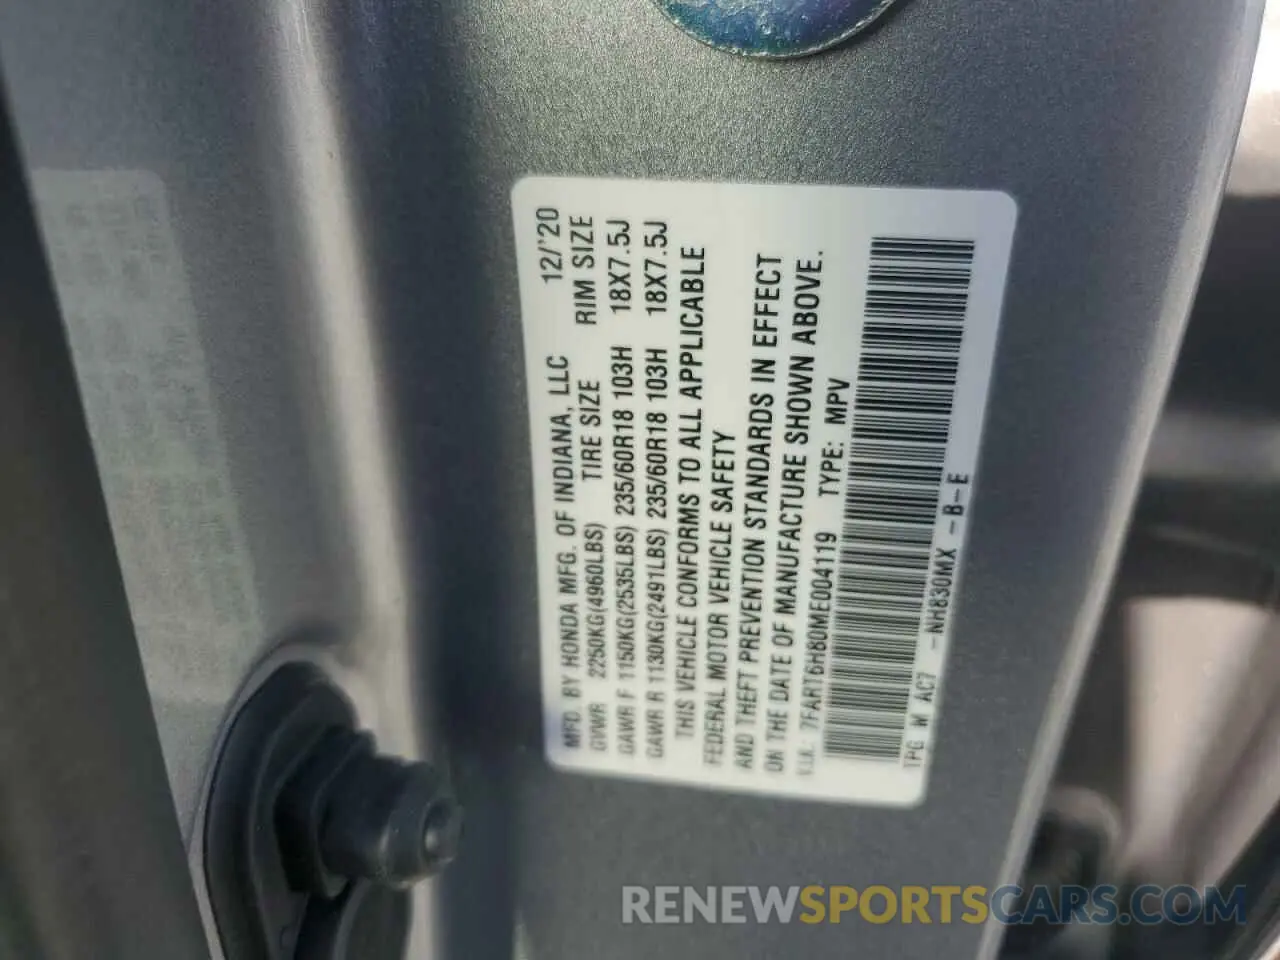 MFD. BY HONDA MFG. OF INDIANA, LLC 12/'20
GVWR 2250KG(4960LBS) TIRE SIZE RIM SIZE
GAWR F 1150KG(2535LBS) 235/60R18 103H 18X7.5J
GAWR R 1130KG(2491LBS) 235/60R18 103H 18X7.5J
THIS VEHICLE CONFORMS TO ALL APPLICABLE
FEDERAL MOTOR VEHICLE SAFETY
AND THEFT PREVENTION STANDARDS IN EFFECT
ON THE DATE OF MANUFACTURE SHOWN ABOVE.
V.I.N.: 7FART6H80ME004119 TYPE: MPV
TPG W AC7 -NH830MX -B-E
RENEWSPORTSCARS.COM